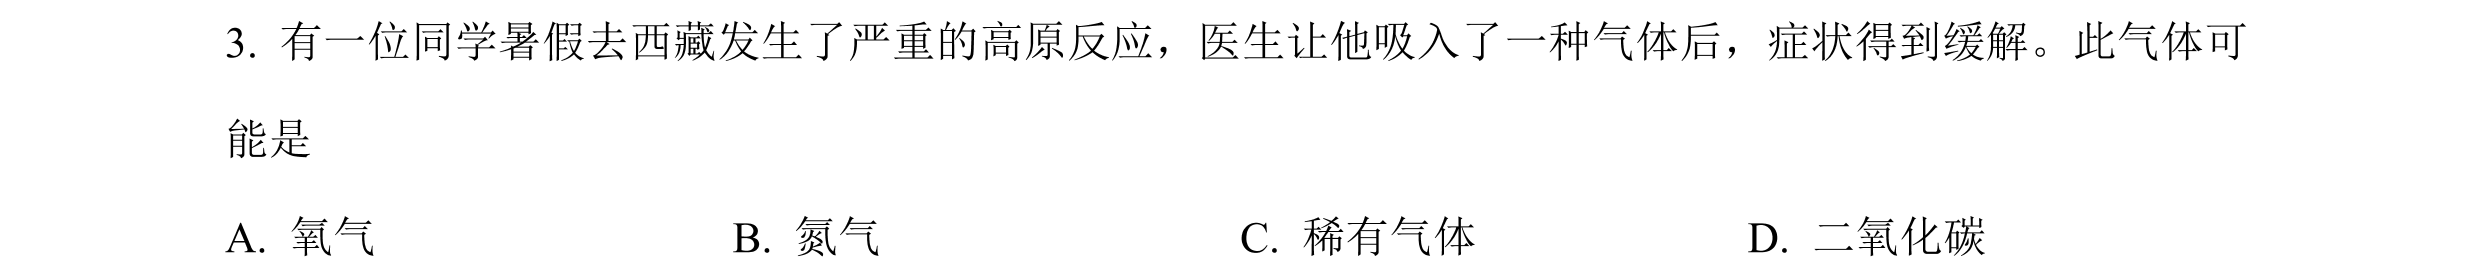 3. 有一位同学暑假去西藏发生了严重的高原反应，医生让他吸入了一种气体后，症状得到缓解。此气体可
能是
A. 氧气 B. 氮气 C. 稀有气体 D. 二氧化碳